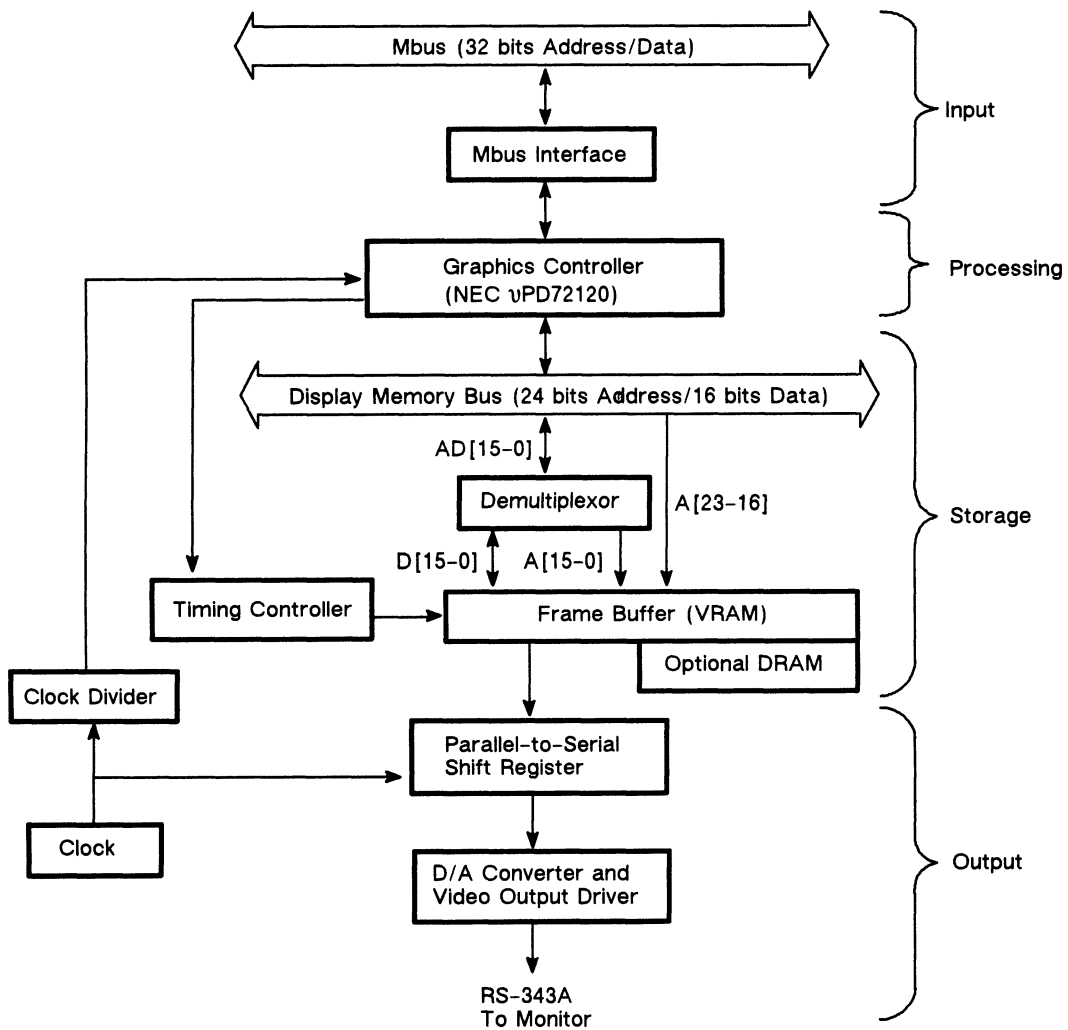 Mbus (32 bits Address/Data)
Input
Mbus Interface
Graphics Controller
(NEC υPD72120)
Processing
Display Memory Bus (24 bits Address/16 bits Data)
AD[15-0]
Demultiplexor
A[23-16]
Storage
D[15-0]
A[15-0]
Timing Controller
Frame Buffer (VRAM)
Optional DRAM
Clock Divider
Parallel-to-Serial
Shift Register
Clock
D/A Converter and
Video Output Driver
Output
RS-343A
To Monitor